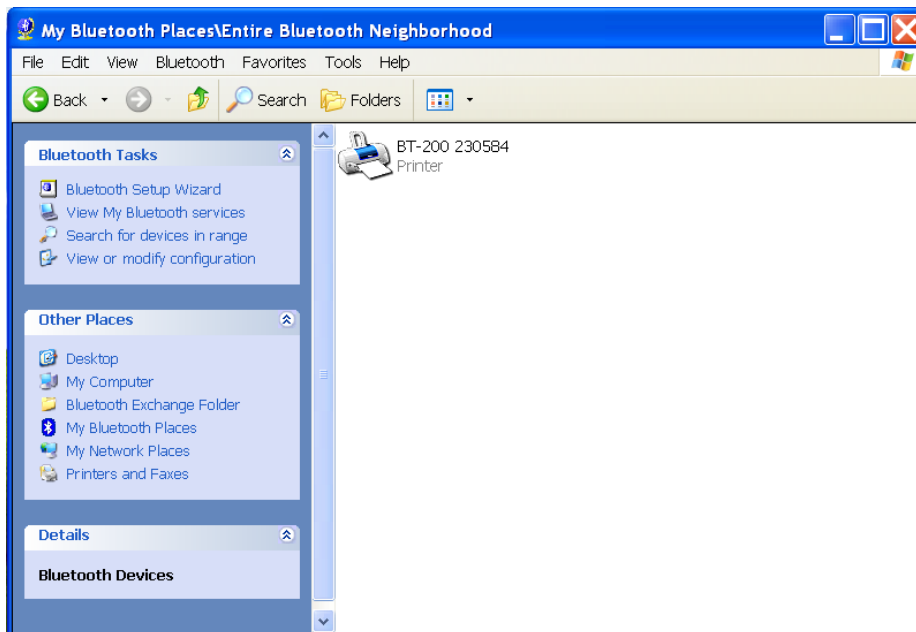 My Bluetooth Places\Entire Bluetooth Neighborhood
File Edit View Bluetooth Favorites Tools Help
Back Search Folders
Bluetooth Tasks
Bluetooth Setup Wizard
View My Bluetooth services
Search for devices in range
View or modify configuration
Other Places
Desktop
My Computer
Bluetooth Exchange Folder
My Bluetooth Places
My Network Places
Printers and Faxes
Details
Bluetooth Devices
BT-200 230584
Printer